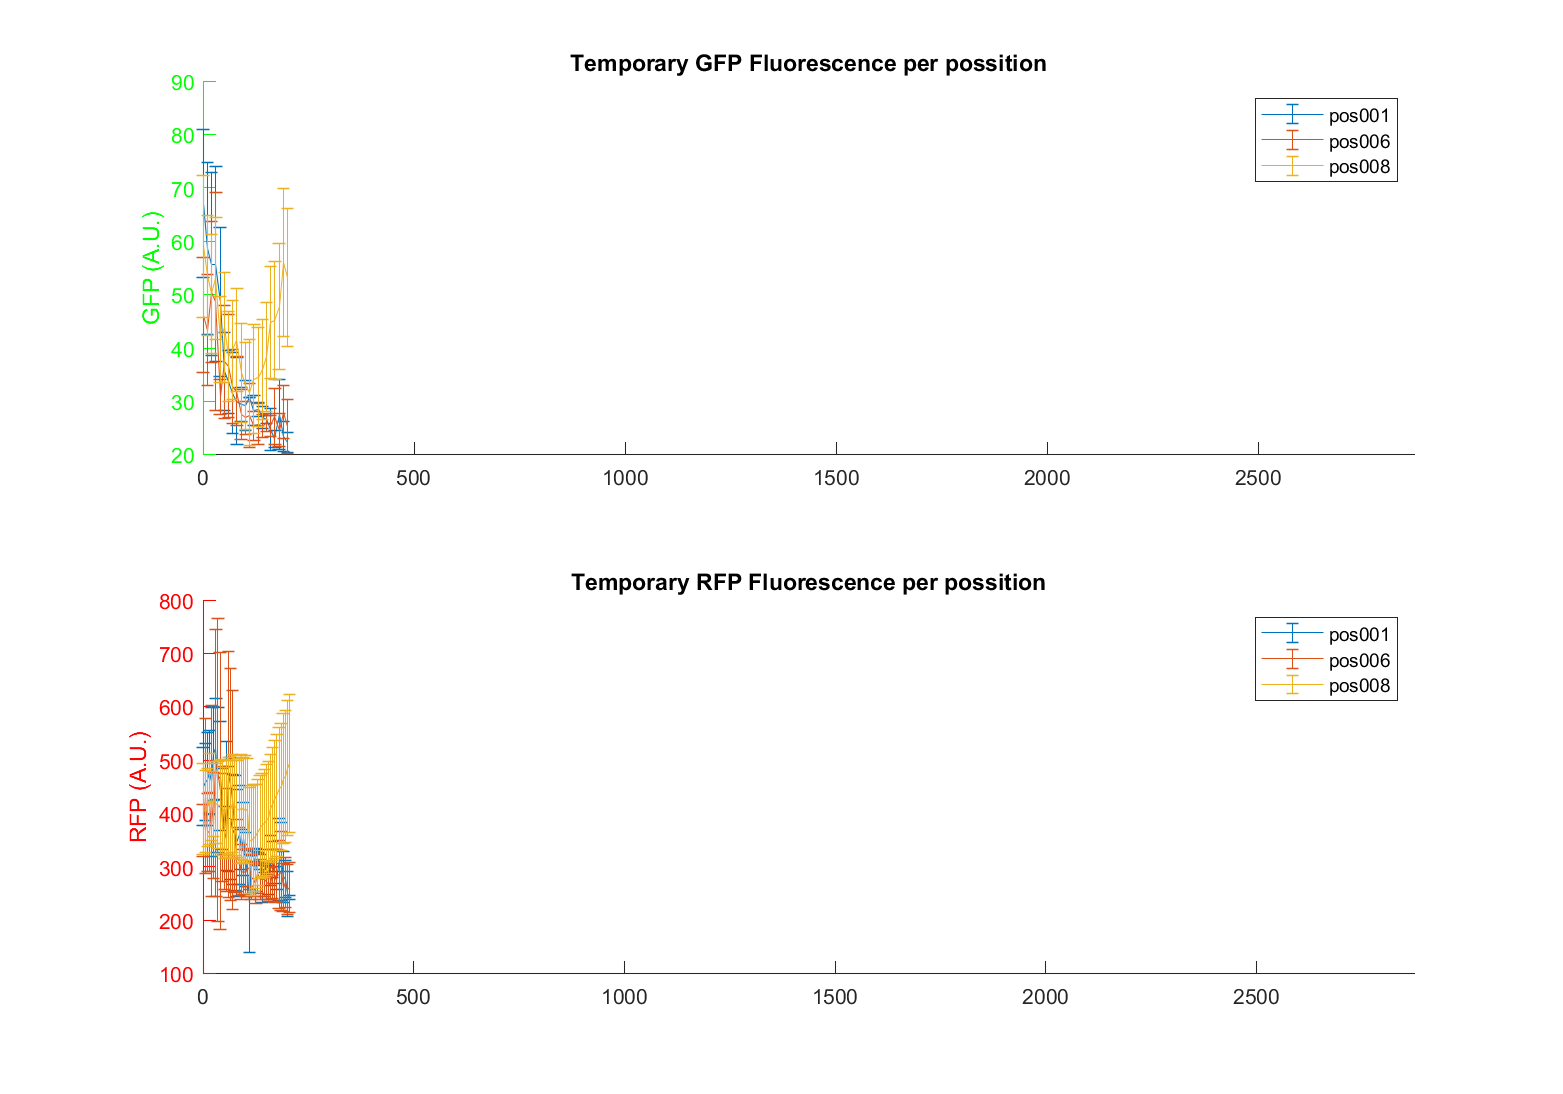 Temporary GFP Fluorescence per possition
90
80
70
60
50
40
30
20
GFP (A.U.)
0 500 1000 1500 2000 2500
pos001
pos006
pos008
Temporary RFP Fluorescence per possition
800
700
600
500
400
300
200
100
RFP (A.U.)
0 500 1000 1500 2000 2500
pos001
pos006
pos008